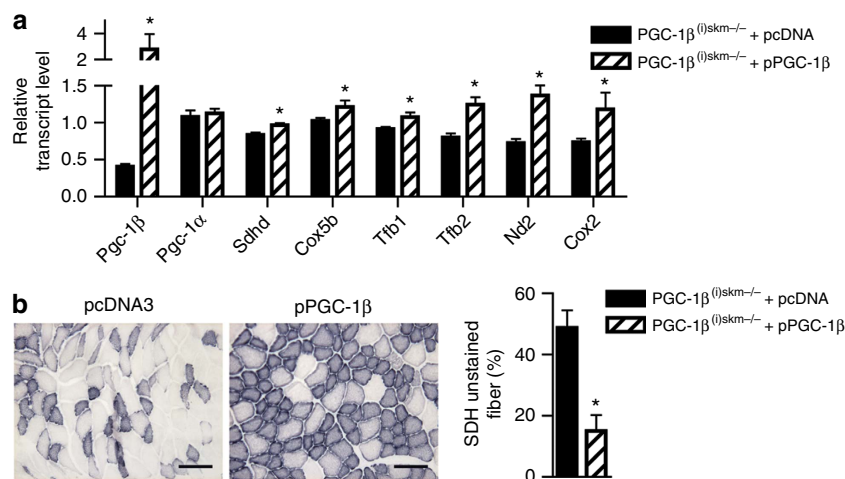 a
Relative
transcript level
4
2
1.5
1.0
0.5
0.0
*
*
*
*
*
*
*
Pgc-1β
Pgc-1α
Sdhd
Cox5b
Tfb1
Tfb2
Nd2
Cox2
PGC-1β(i)skm–/– + pcDNA
PGC-1β(i)skm–/– + pPGC-1β
b
pcDNA3
pPGC-1β
SDH unstained
fiber (%)
60
40
20
0
*
PGC-1β(i)skm–/– + pcDNA
PGC-1β(i)skm–/– + pPGC-1β